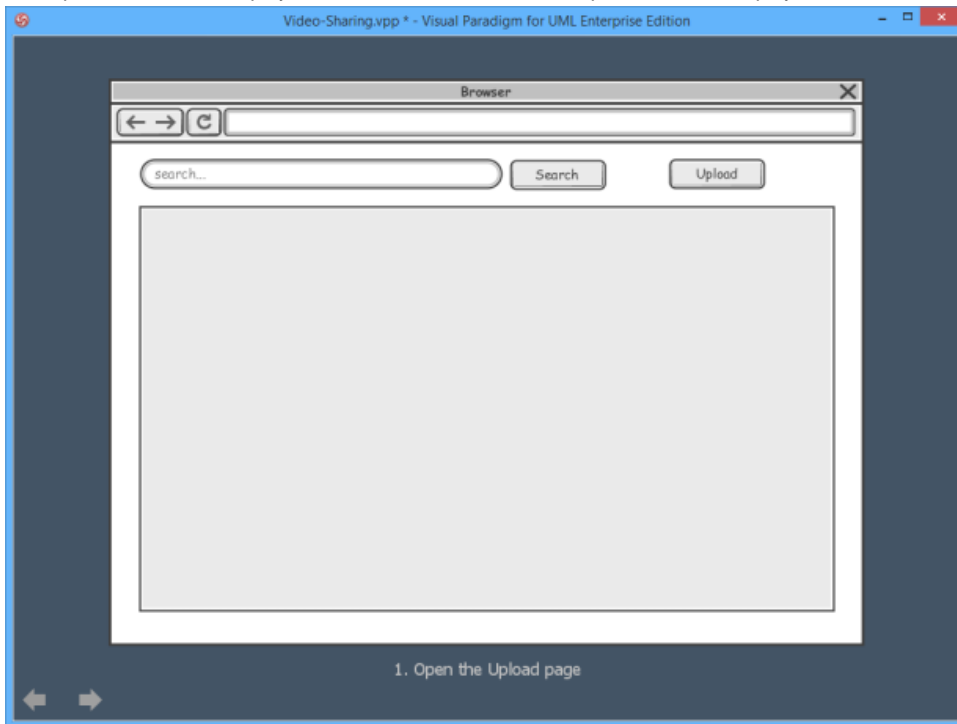 Video-Sharing.vpp * - Visual Paradigm for UML Enterprise Edition
Browser
search...
Search
Upload
1. Open the Upload page